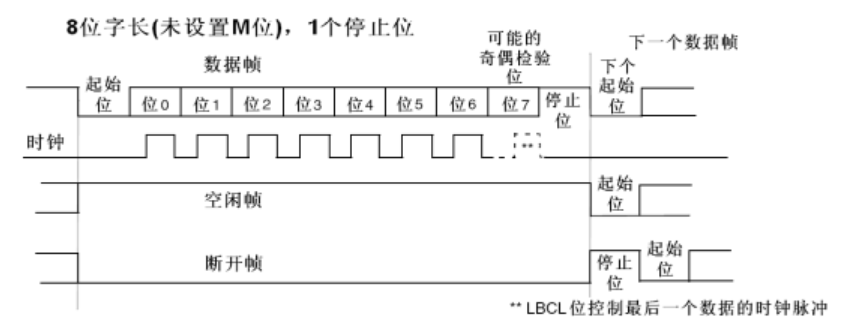 8位字长(未设置M位)，1个停止位
可能的
奇偶检验
位
下一个数据帧
数据帧
下个
起始
位
起始
位
位0
位1
位2
位3
位4
位5
位6
位7
停止
位
时钟
**
空闲帧
起始
位
断开帧
停止
位
起始
位
** LBCL位控制最后一个数据的时钟脉冲